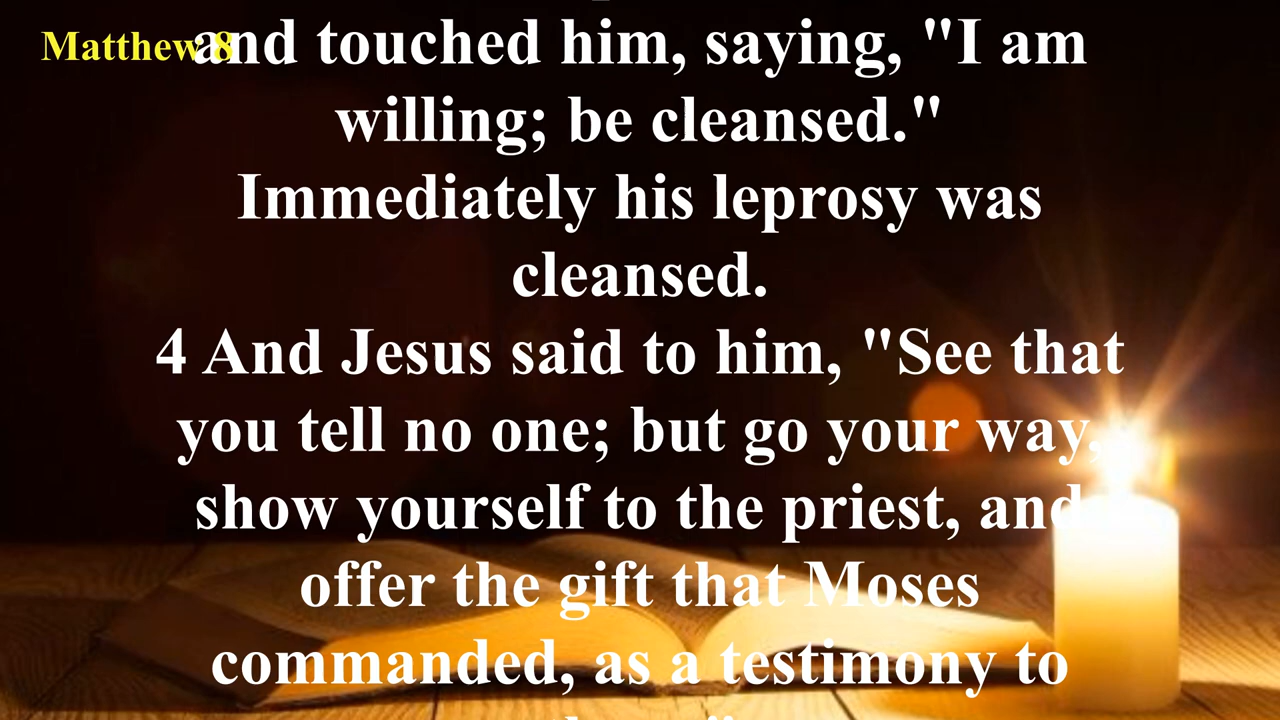 Matthew 8
and touched him, saying, "I am
willing; be cleansed."
Immediately his leprosy was
cleansed.
4 And Jesus said to him, "See that
you tell no one; but go your way,
show yourself to the priest, and
offer the gift that Moses
commanded, as a testimony to